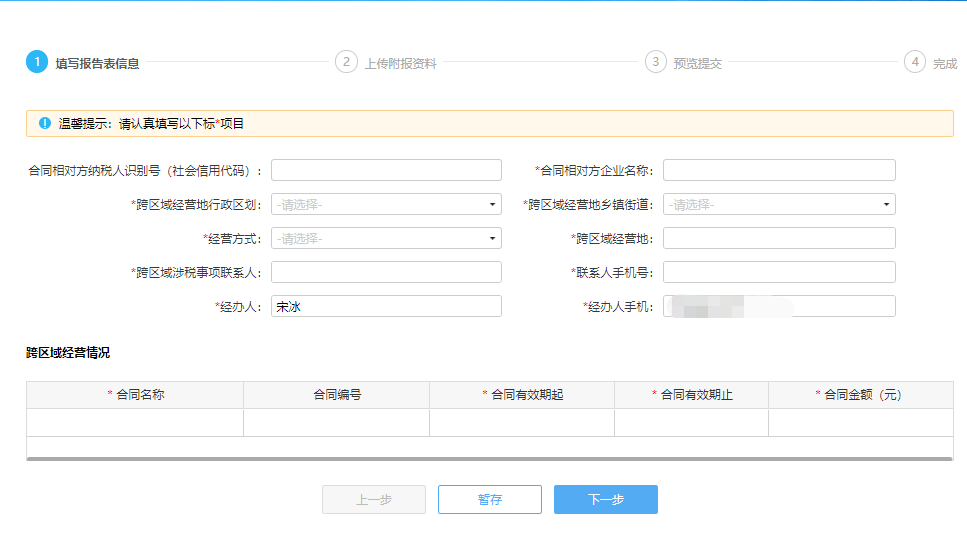 1 填写报告表信息 2 上传附报资料 3 预览提交 4 完成
温馨提示：请认真填写以下标*项目
合同相对方纳税人识别号（社会信用代码）： *合同相对方企业名称：
*跨区域经营地行政区划： -请选择- *跨区域经营地乡镇街道： -请选择-
*经营方式： -请选择- *跨区域经营地：
*跨区域涉税事项联系人： *联系人手机号：
*经办人： 宋冰 *经办人手机：
跨区域经营情况
* 合同名称 合同编号 * 合同有效期起 * 合同有效期止 * 合同金额（元）
上一步 暂存 下一步